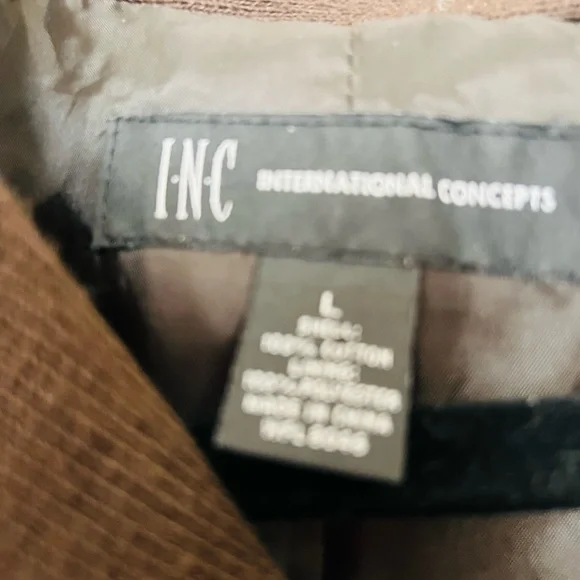 I·N·C INTERNATIONAL CONCEPTS
L
SHELL:
100% COTTON
LINING:
100% POLYESTER
MADE IN CHINA